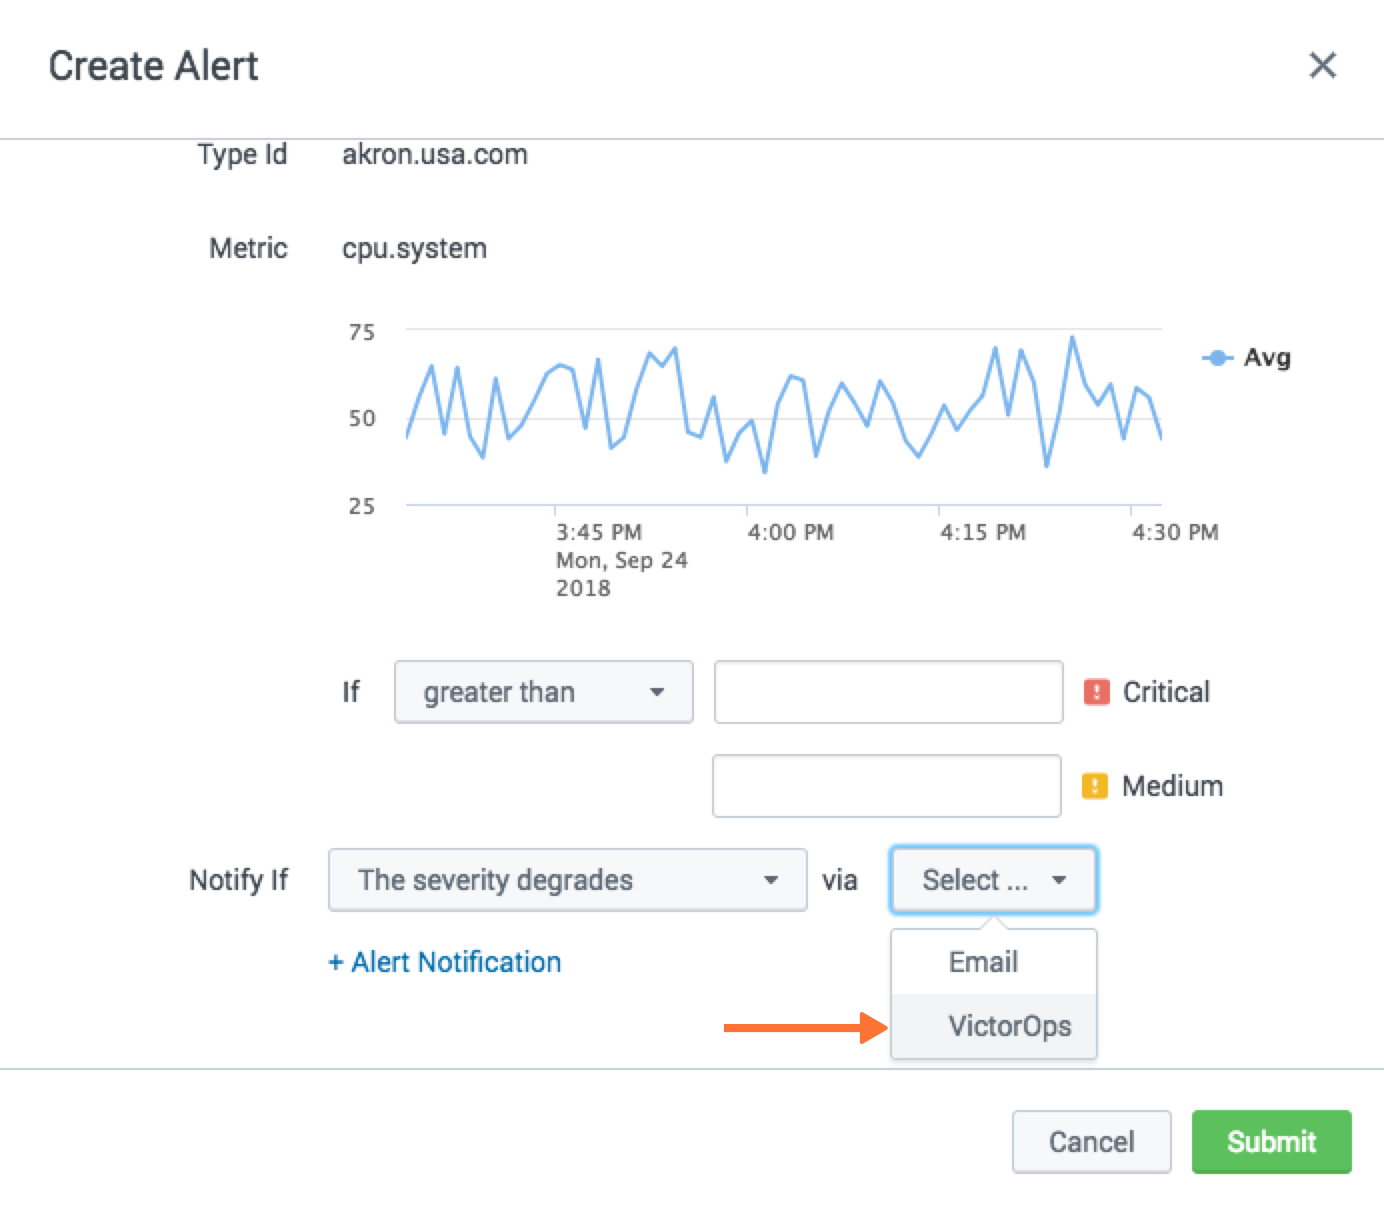 Create Alert
Type Id akron.usa.com
Metric cpu.system
75
50
25
Avg
3:45 PM 4:00 PM 4:15 PM 4:30 PM
Mon, Sep 24
2018
If greater than Critical
Medium
Notify If The severity degrades via Select ...
+ Alert Notification
Email
VictorOps
Cancel Submit